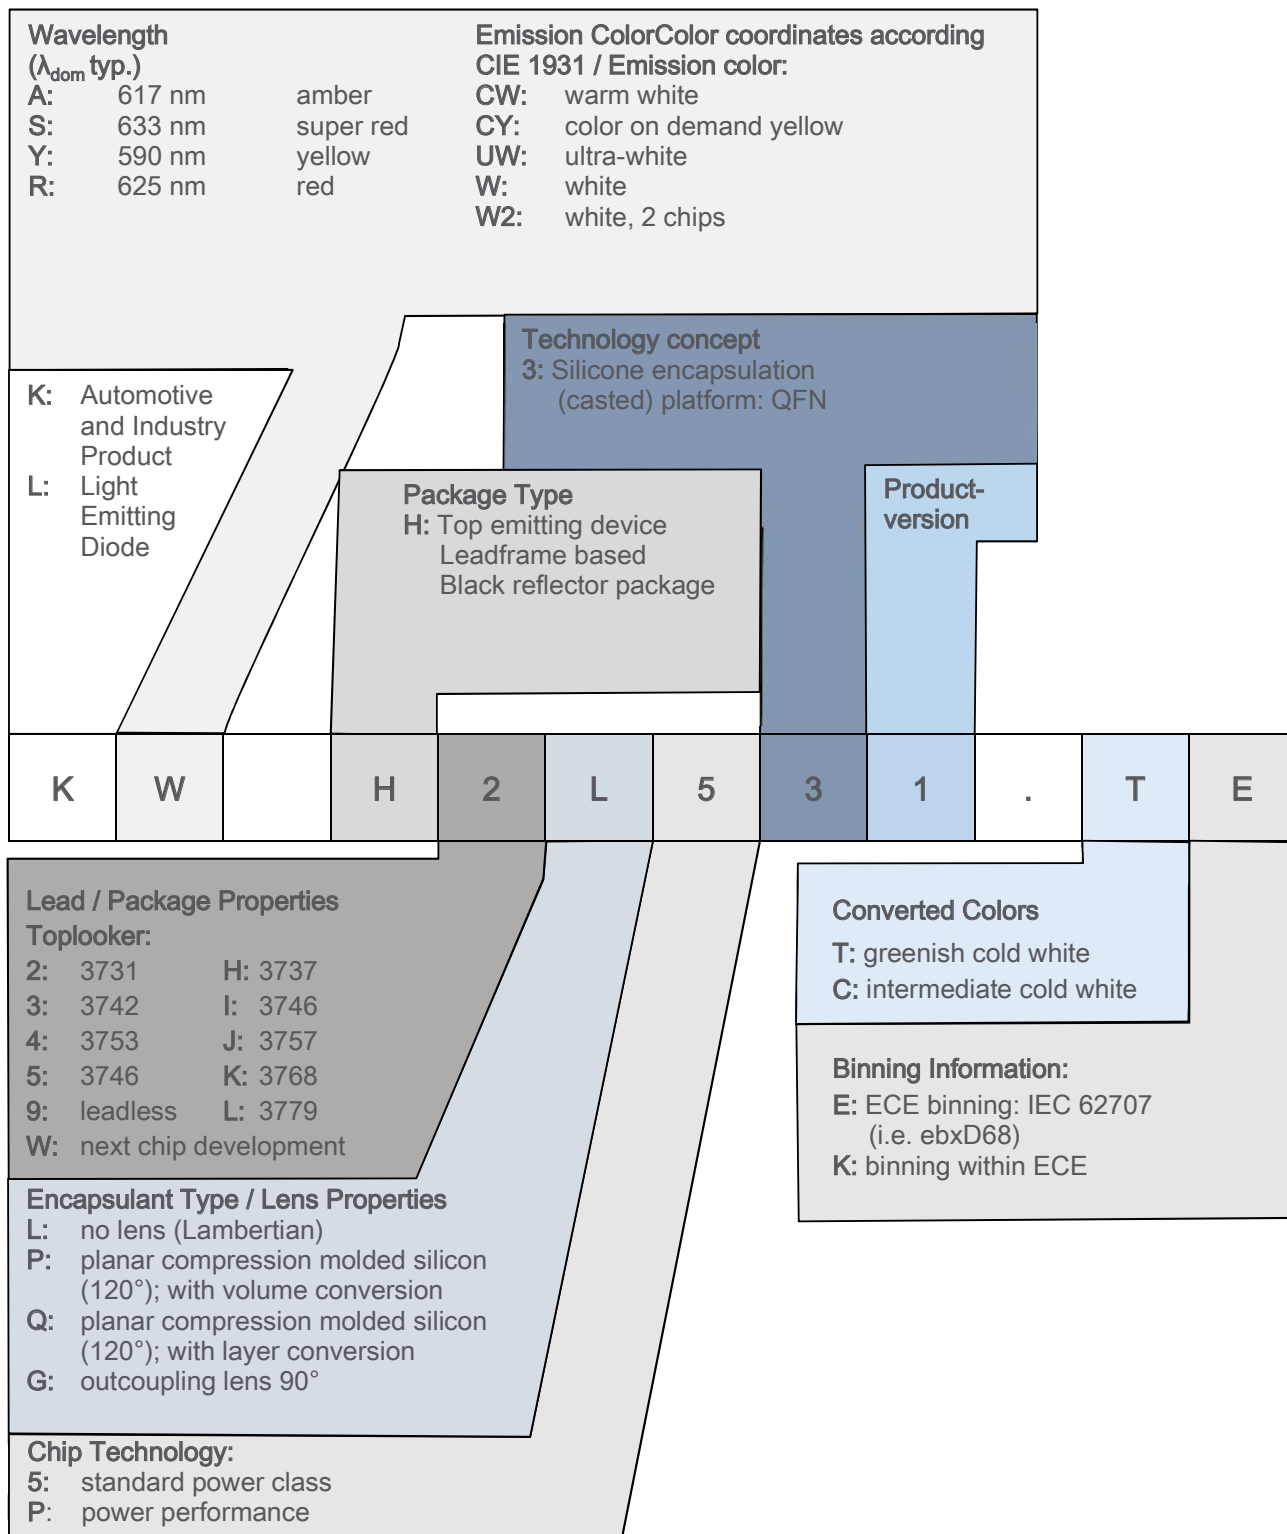 Wavelength
(λdom typ.)
A: 617 nm amber
S: 633 nm super red
Y: 590 nm yellow
R: 625 nm red
Emission ColorColor coordinates according
CIE 1931 / Emission color:
CW: warm white
CY: color on demand yellow
UW: ultra-white
W: white
W2: white, 2 chips
Technology concept
3: Silicone encapsulation
(casted) platform: QFN
K: Automotive
and Industry
Product
L: Light
Emitting
Diode
Package Type
H: Top emitting device
Leadframe based
Black reflector package
Product-
version
K W H 2 L 5 3 1 . T E
Lead / Package Properties
Toplooker:
2: 3731 H: 3737
3: 3742 I: 3746
4: 3753 J: 3757
5: 3746 K: 3768
9: leadless L: 3779
W: next chip development
Converted Colors
T: greenish cold white
C: intermediate cold white
Binning Information:
E: ECE binning: IEC 62707
(i.e. ebxD68)
K: binning within ECE
Encapsulant Type / Lens Properties
L: no lens (Lambertian)
P: planar compression molded silicon
(120°); with volume conversion
Q: planar compression molded silicon
(120°); with layer conversion
G: outcoupling lens 90°
Chip Technology:
5: standard power class
P: power performance